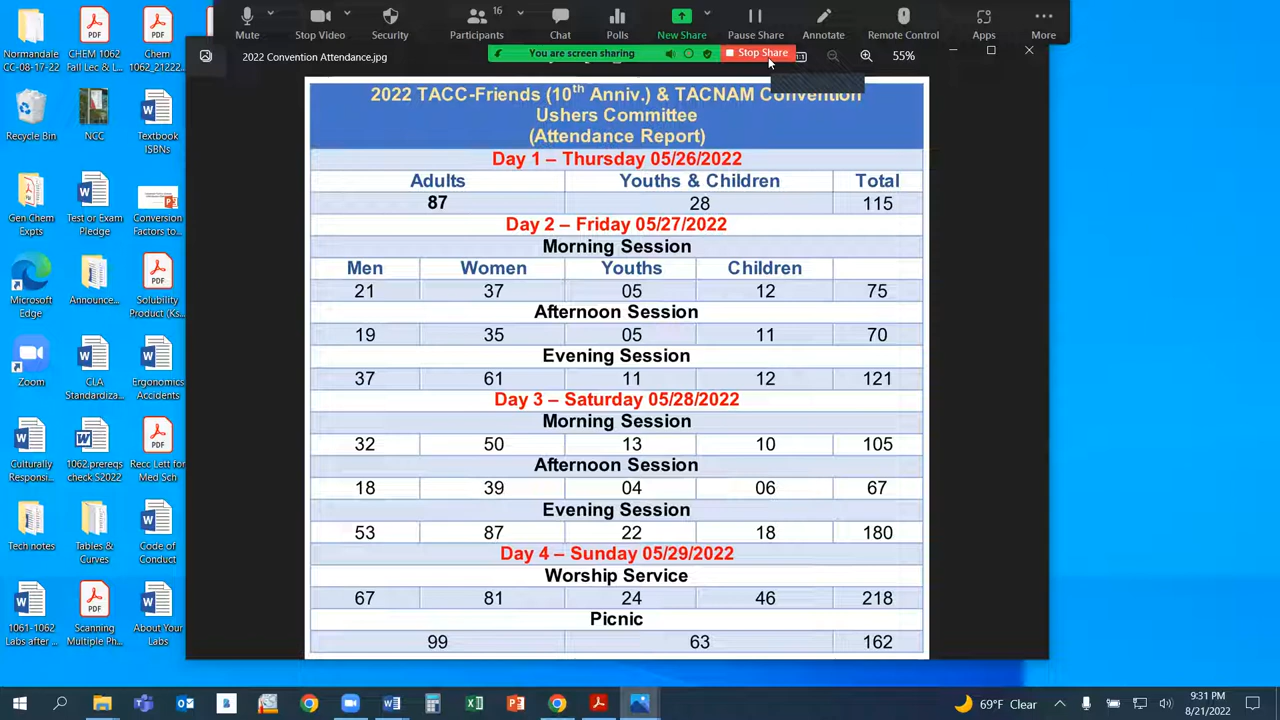 16
Mute
Stop Video
Security
Participants
Chat
Polls
New Share
Pause Share
Annotate
Remote Control
Apps
More
You are screen sharing
Stop Share
2022 Convention Attendance.jpg
55%
2022 TACC-Friends (10th Anniv.) & TACNAM Convention
Ushers Committee
(Attendance Report)
Day 1 – Thursday 05/26/2022
Adults Youths & Children Total
87 28 115
Day 2 – Friday 05/27/2022
Morning Session
Men Women Youths Children
21 37 05 12 75
Afternoon Session
19 35 05 11 70
Evening Session
37 61 11 12 121
Day 3 – Saturday 05/28/2022
Morning Session
32 50 13 10 105
Afternoon Session
18 39 04 06 67
Evening Session
53 87 22 18 180
Day 4 – Sunday 05/29/2022
Worship Service
67 81 24 46 218
Picnic
99 63 162
Normandale
CC-08-17-22
CHEM 1062
Fall Lec & L...
Chem
1062_21222...
Recycle Bin
NCC
Textbook
ISBNs
Gen Chem
Expts
Test or Exam
Pledge
Conversion
Factors to...
Microsoft
Edge
Announce...
Solubility
Product (Ks...
Zoom
CLA
Standardiza...
Ergonomics
Accidents
Culturally
Responsi...
1062.prereqs
check S2022
Recc Lett for
Med Sch
Tech notes
Tables &
Curves
Code of
Conduct
1061-1062
Labs after ...
Scanning
Multiple Ph...
About Your
Labs
69°F Clear
9:31 PM
8/21/2022